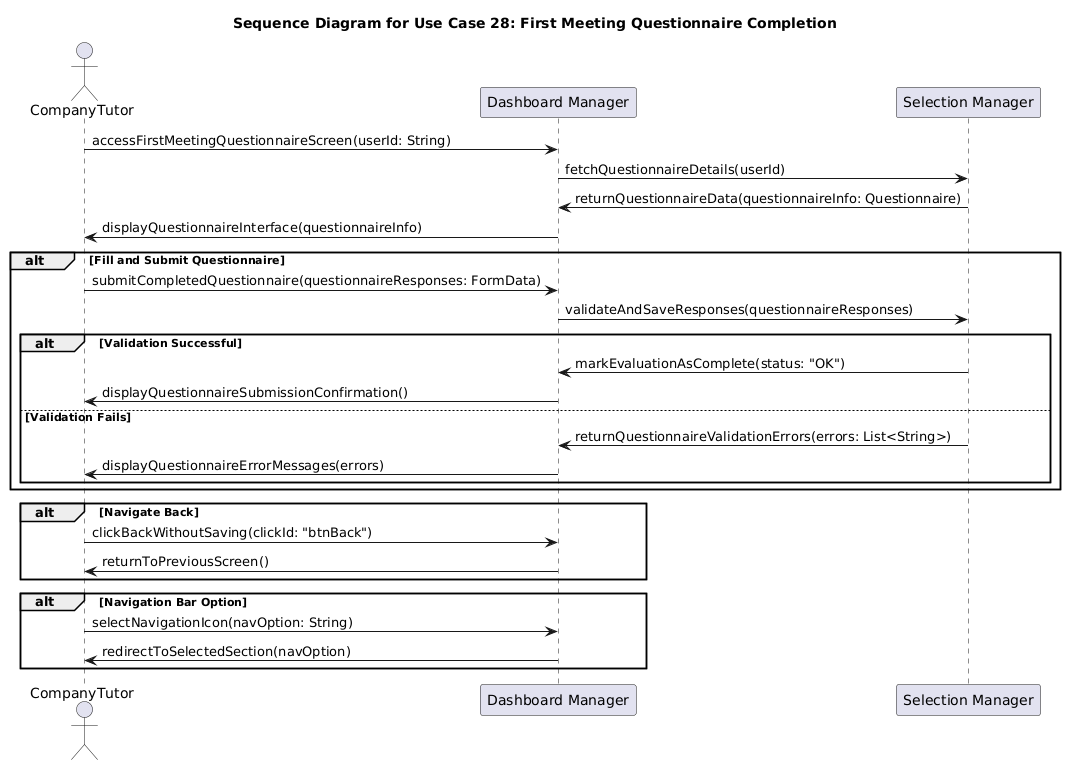 Sequence Diagram for Use Case 28: First Meeting Questionnaire Completion
CompanyTutor
Dashboard Manager
Selection Manager
accessFirstMeetingQuestionnaireScreen(userId: String)
fetchQuestionnaireDetails(userId)
returnQuestionnaireData(questionnaireInfo: Questionnaire)
displayQuestionnaireInterface(questionnaireInfo)
alt [Fill and Submit Questionnaire]
submitCompletedQuestionnaire(questionnaireResponses: FormData)
validateAndSaveResponses(questionnaireResponses)
alt [Validation Successful]
markEvaluationAsComplete(status: "OK")
displayQuestionnaireSubmissionConfirmation()
[Validation Fails]
returnQuestionnaireValidationErrors(errors: List<String>)
displayQuestionnaireErrorMessages(errors)
alt [Navigate Back]
clickBackWithoutSaving(clickId: "btnBack")
returnToPreviousScreen()
alt [Navigation Bar Option]
selectNavigationIcon(navOption: String)
redirectToSelectedSection(navOption)
CompanyTutor
Dashboard Manager
Selection Manager